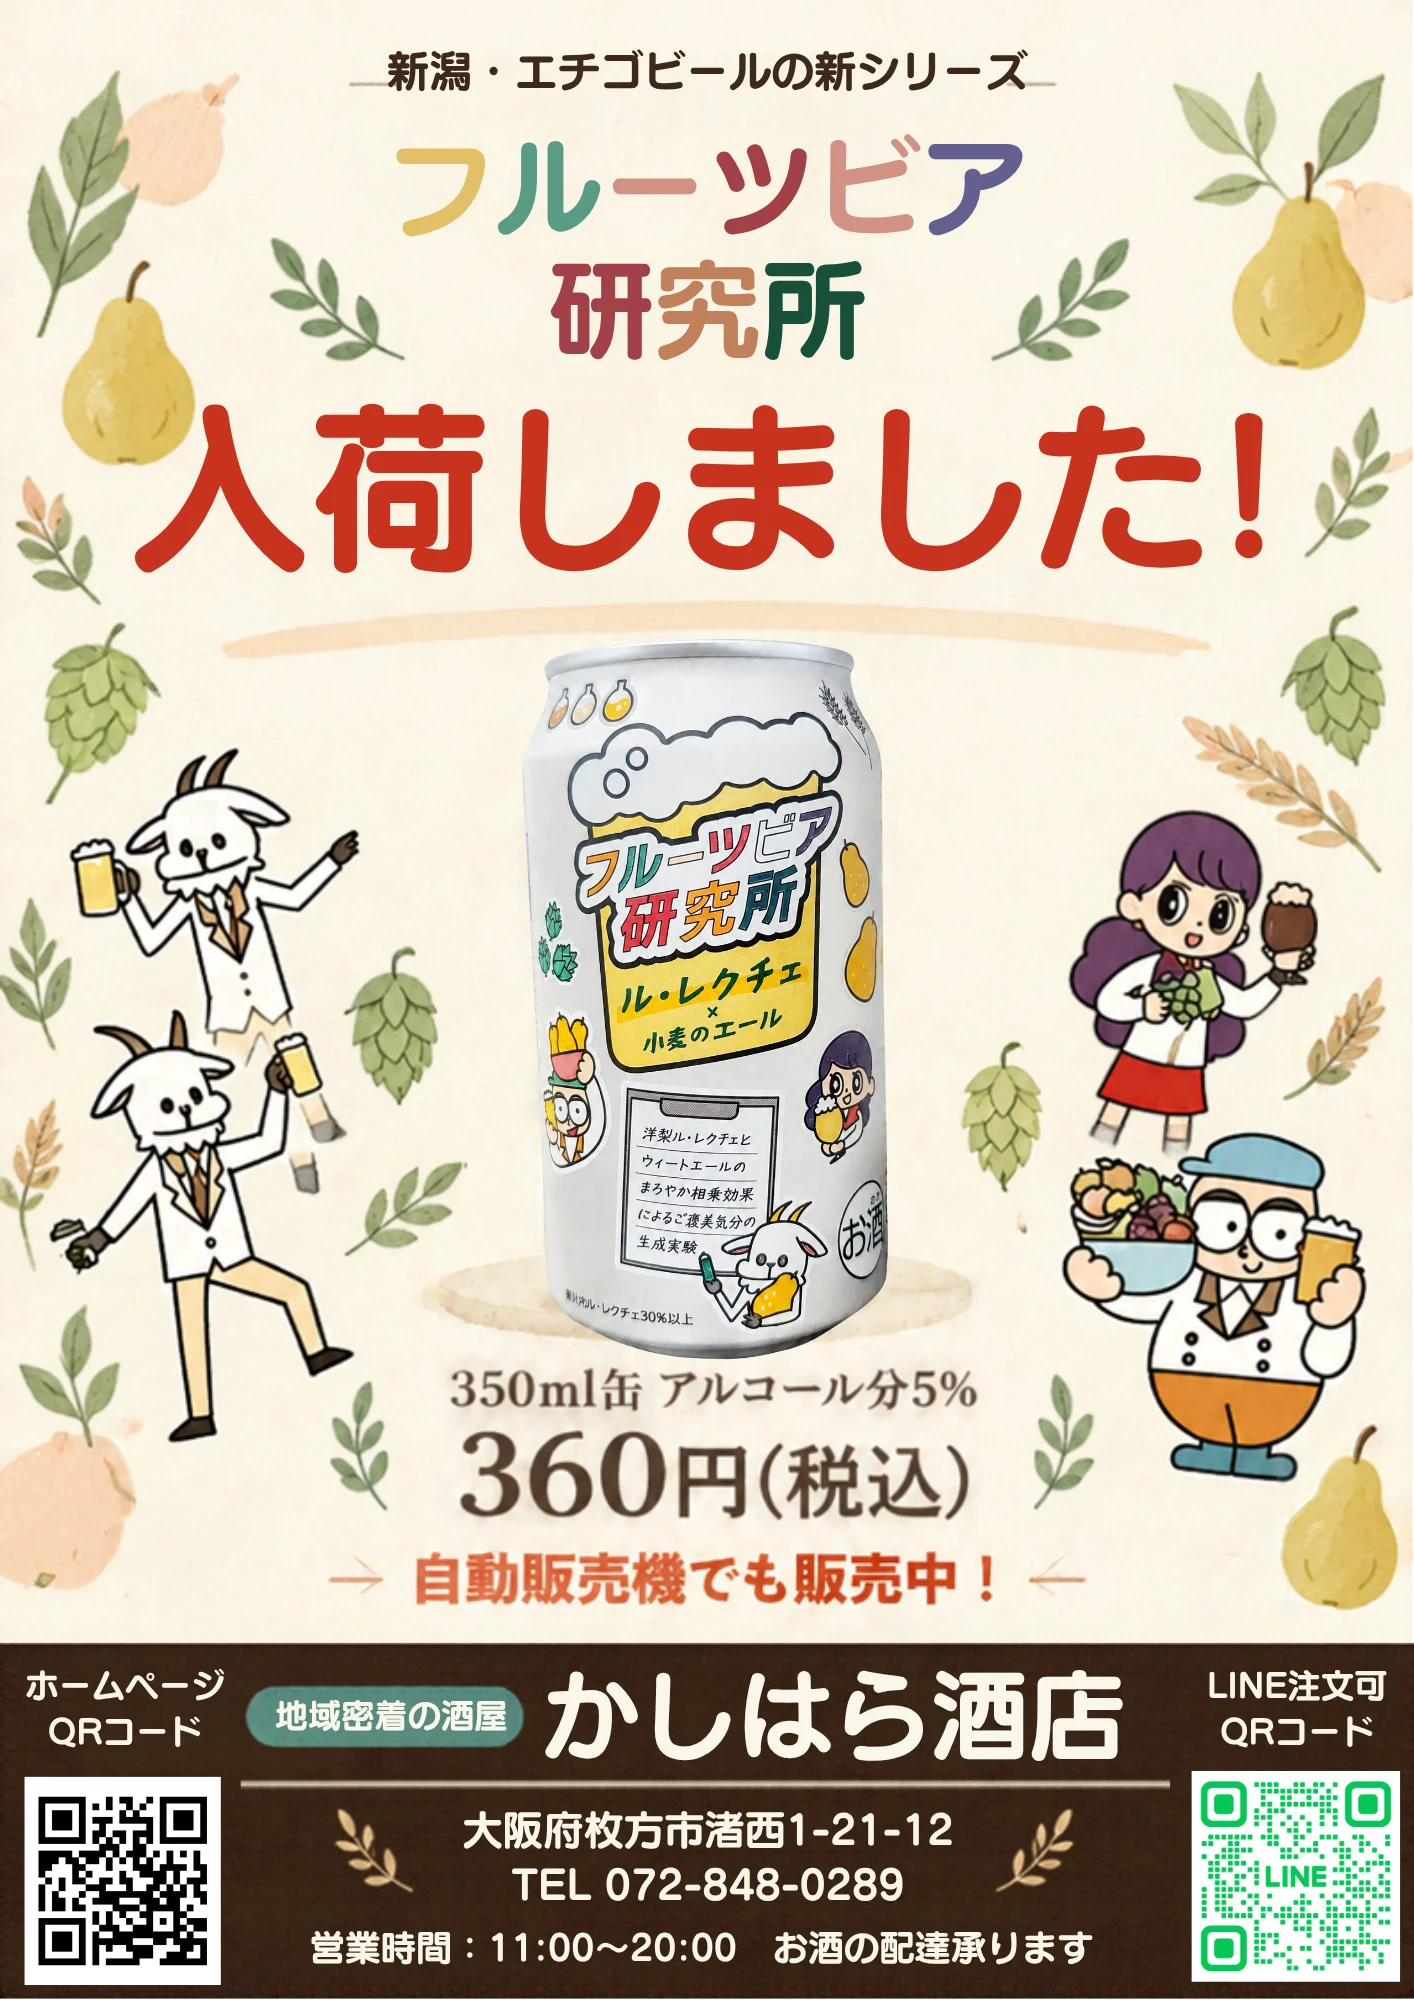 新潟・エチゴビールの新シリーズ
フルーツビア
研究所
入荷しました!
フルーツビア
研究所
ル・レクチェ
×
小麦のエール
洋梨ル・レクチェと
ウィートエールの
まろやか相乗効果
によるご褒美気分の
生成実験
お酒
ル・レクチェ30%以上
350ml缶 アルコール分5%
360円(税込)
自動販売機でも販売中！
ホームページ
QRコード
地域密着の酒屋
かしはら酒店
LINE注文可
QRコード
LINE
大阪府枚方市渚西1-21-12
TEL 072-848-0289
営業時間：11:00〜20:00　お酒の配達承ります